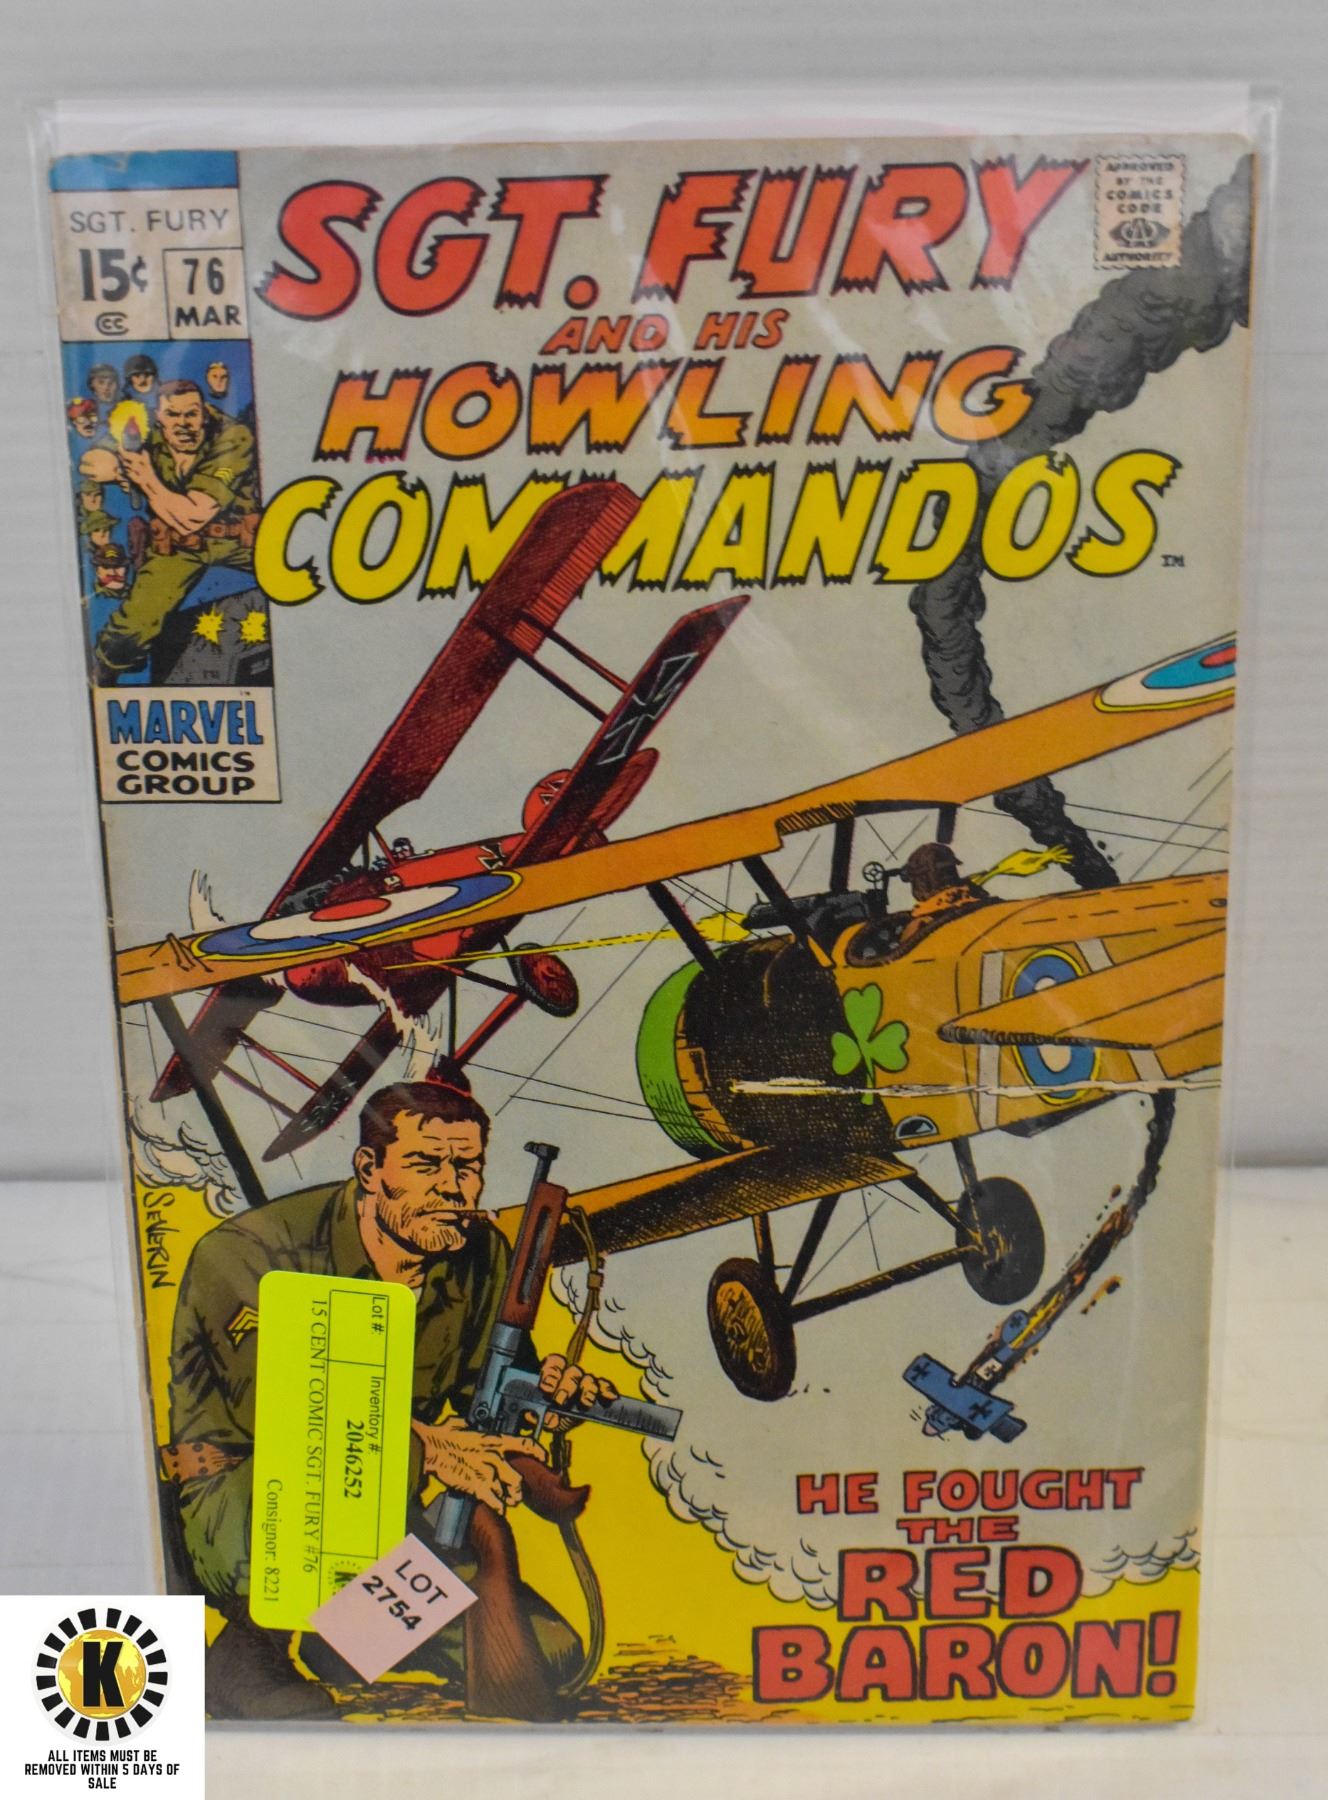 SGT. FURY
15¢
76
MAR
CC
SGT. FURY
AND HIS
HOWLING
COMMANDOS
TM
APPROVED
BY THE
COMICS
CODE
AUTHORITY
MARVEL
COMICS
GROUP
SEVERIN
HE FOUGHT
THE
RED
BARON!
Lot #:
Inventory #:
2046252
15 CENT COMIC SGT. FURY #76
Consignor: 8221
LOT
2754
K
ALL ITEMS MUST BE
REMOVED WITHIN 5 DAYS OF
SALE